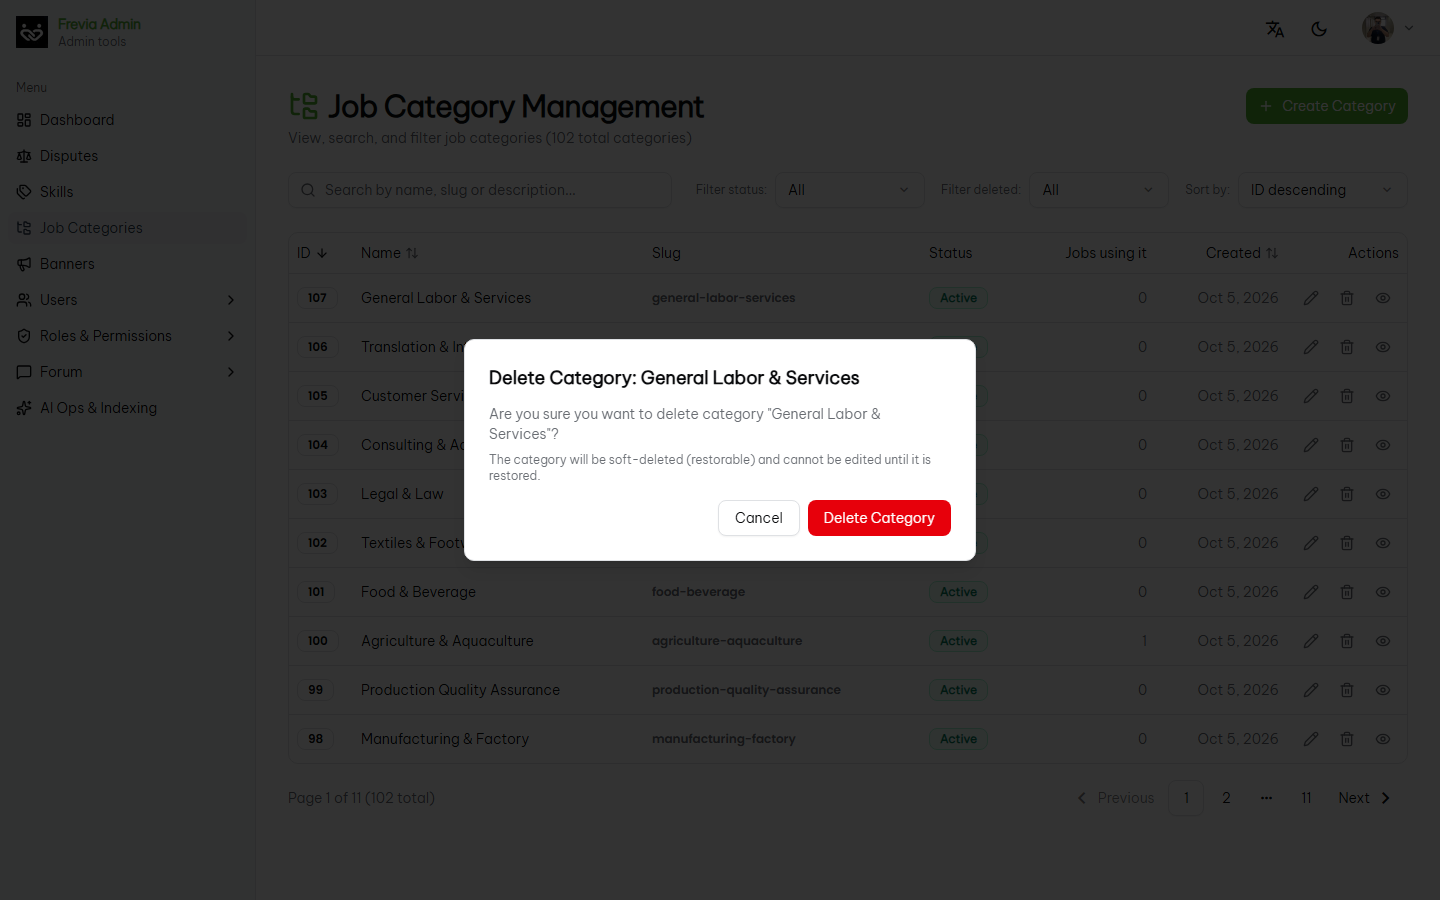 Frevia Admin
Admin tools
Menu
Dashboard
Disputes
Skills
Job Categories
Banners
Users
Roles & Permissions
Forum
AI Ops & Indexing
Job Category Management
View, search, and filter job categories (102 total categories)
Create Category
Search by name, slug or description...
Filter status: All
Filter deleted: All
Sort by: ID descending
ID Name Slug Status Jobs using it Created Actions
107 General Labor & Services general-labor-services Active 0 Oct 5, 2026
106 Translation & In 0 Oct 5, 2026
105 Customer Servi 0 Oct 5, 2026
104 Consulting & Ad 0 Oct 5, 2026
103 Legal & Law 0 Oct 5, 2026
102 Textiles & Footw 0 Oct 5, 2026
101 Food & Beverage food-beverage Active 0 Oct 5, 2026
100 Agriculture & Aquaculture agriculture-aquaculture Active 1 Oct 5, 2026
99 Production Quality Assurance production-quality-assurance Active 0 Oct 5, 2026
98 Manufacturing & Factory manufacturing-factory Active 0 Oct 5, 2026
Page 1 of 11 (102 total)
Previous 1 2 ... 11 Next
Delete Category: General Labor & Services
Are you sure you want to delete category "General Labor &
Services"?
The category will be soft-deleted (restorable) and cannot be edited until it is
restored.
Cancel
Delete Category